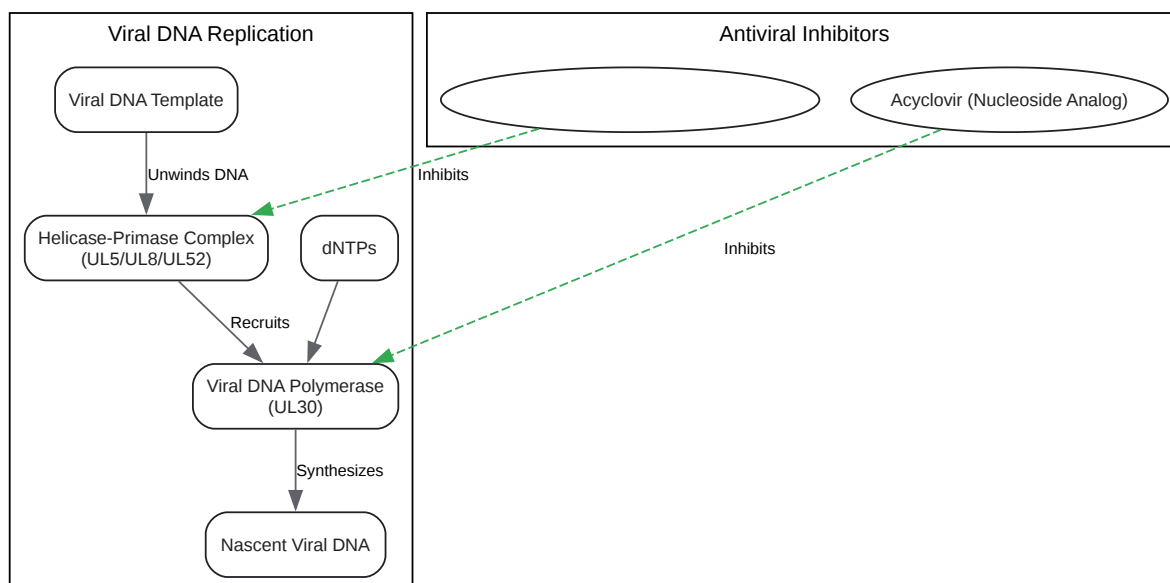 Viral DNA Replication
Antiviral Inhibitors
Viral DNA Template
Acyclovir (Nucleoside Analog)
Unwinds DNA
Inhibits
Helicase-Primase Complex
(UL5/UL8/UL52)
dNTPs
Inhibits
Recruits
Viral DNA Polymerase
(UL30)
Synthesizes
Nascent Viral DNA